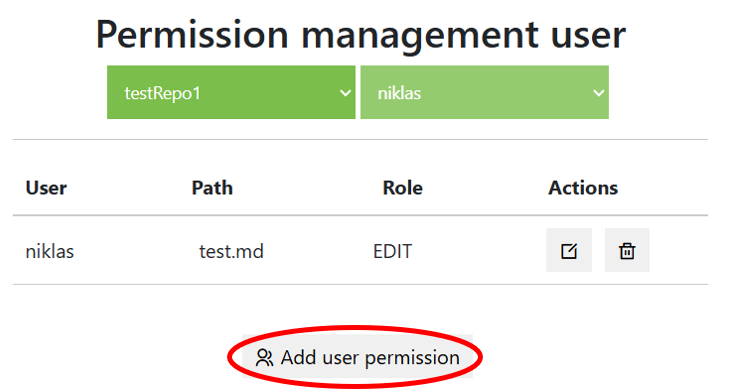 Permission management user
testRepo1 niklas
User Path Role Actions
niklas test.md EDIT
Add user permission